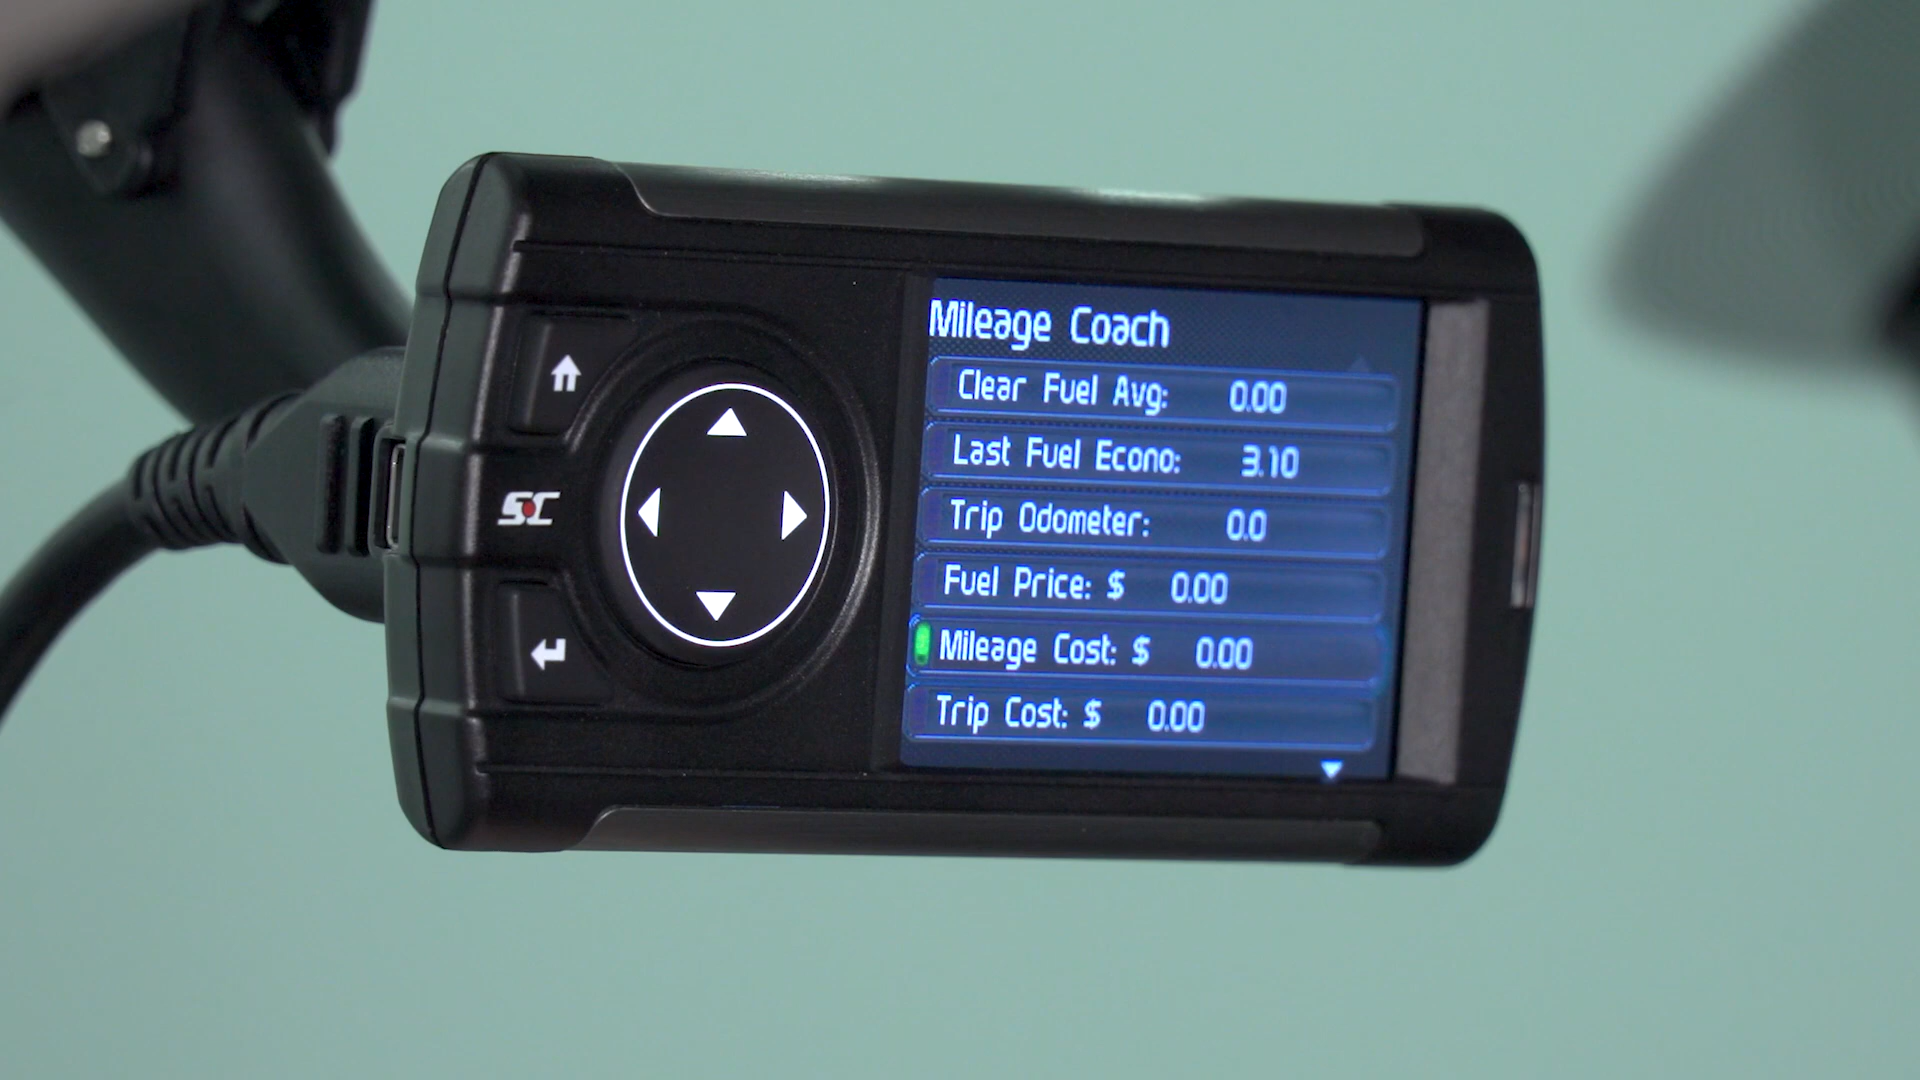 Mileage Coach
Clear Fuel Avg: 0.00
Last Fuel Econo: 3.10
Trip Odometer: 0.0
Fuel Price: $ 0.00
Mileage Cost: $ 0.00
Trip Cost: $ 0.00
SC